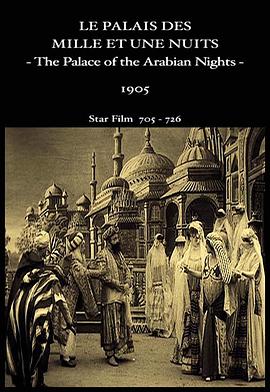 LE PALAIS DES
MILLE ET UNE NUITS
- The Palace of the Arabian Nights -
1905
Star Film 705 - 726